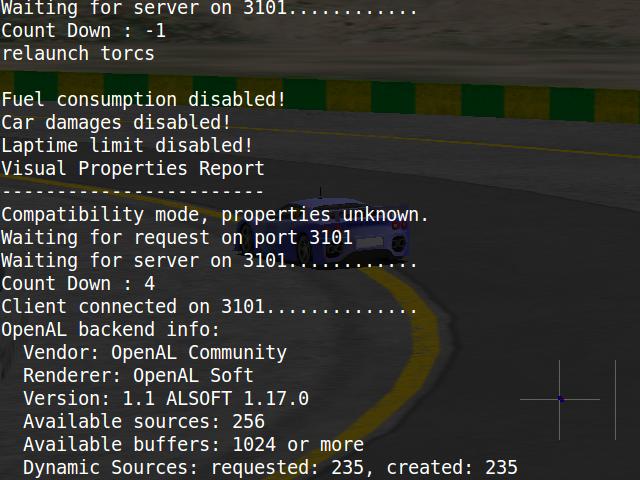 Waiting for server on 3101............
Count Down : -1
relaunch torcs
Fuel consumption disabled!
Car damages disabled!
Laptime limit disabled!
Visual Properties Report
------------------------
Compatibility mode, properties unknown.
Waiting for request on port 3101
Waiting for server on 3101............
Count Down : 4
Client connected on 3101..............
OpenAL backend info:
  Vendor: OpenAL Community
  Renderer: OpenAL Soft
  Version: 1.1 ALSOFT 1.17.0
  Available sources: 256
  Available buffers: 1024 or more
  Dynamic Sources: requested: 235, created: 235